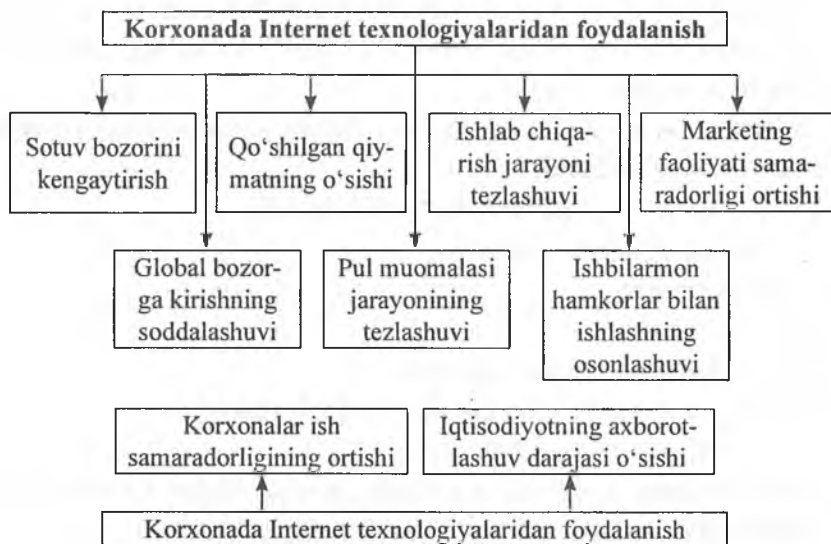 Korxonada Internet texnologiyalaridan foydalanish
Sotuv bozorini
kengaytirish
Qo‘shilgan qiy-
matning o‘sishi
Ishlab chiqa-
rish jarayoni
tezlashuvi
Marketing
faoliyati sama-
radorligi ortishi
Global bozor-
ga kirishning
soddalashuvi
Pul muomalasi
jarayonining
tezlashuvi
Ishbilarmon
hamkorlar bilan
ishlashning
osonlashuvi
Korxonalar ish
samaradorligining ortishi
Iqtisodiyotning axborot-
lashuv darajasi o‘sishi
Korxonada Internet texnologiyalaridan foydalanish